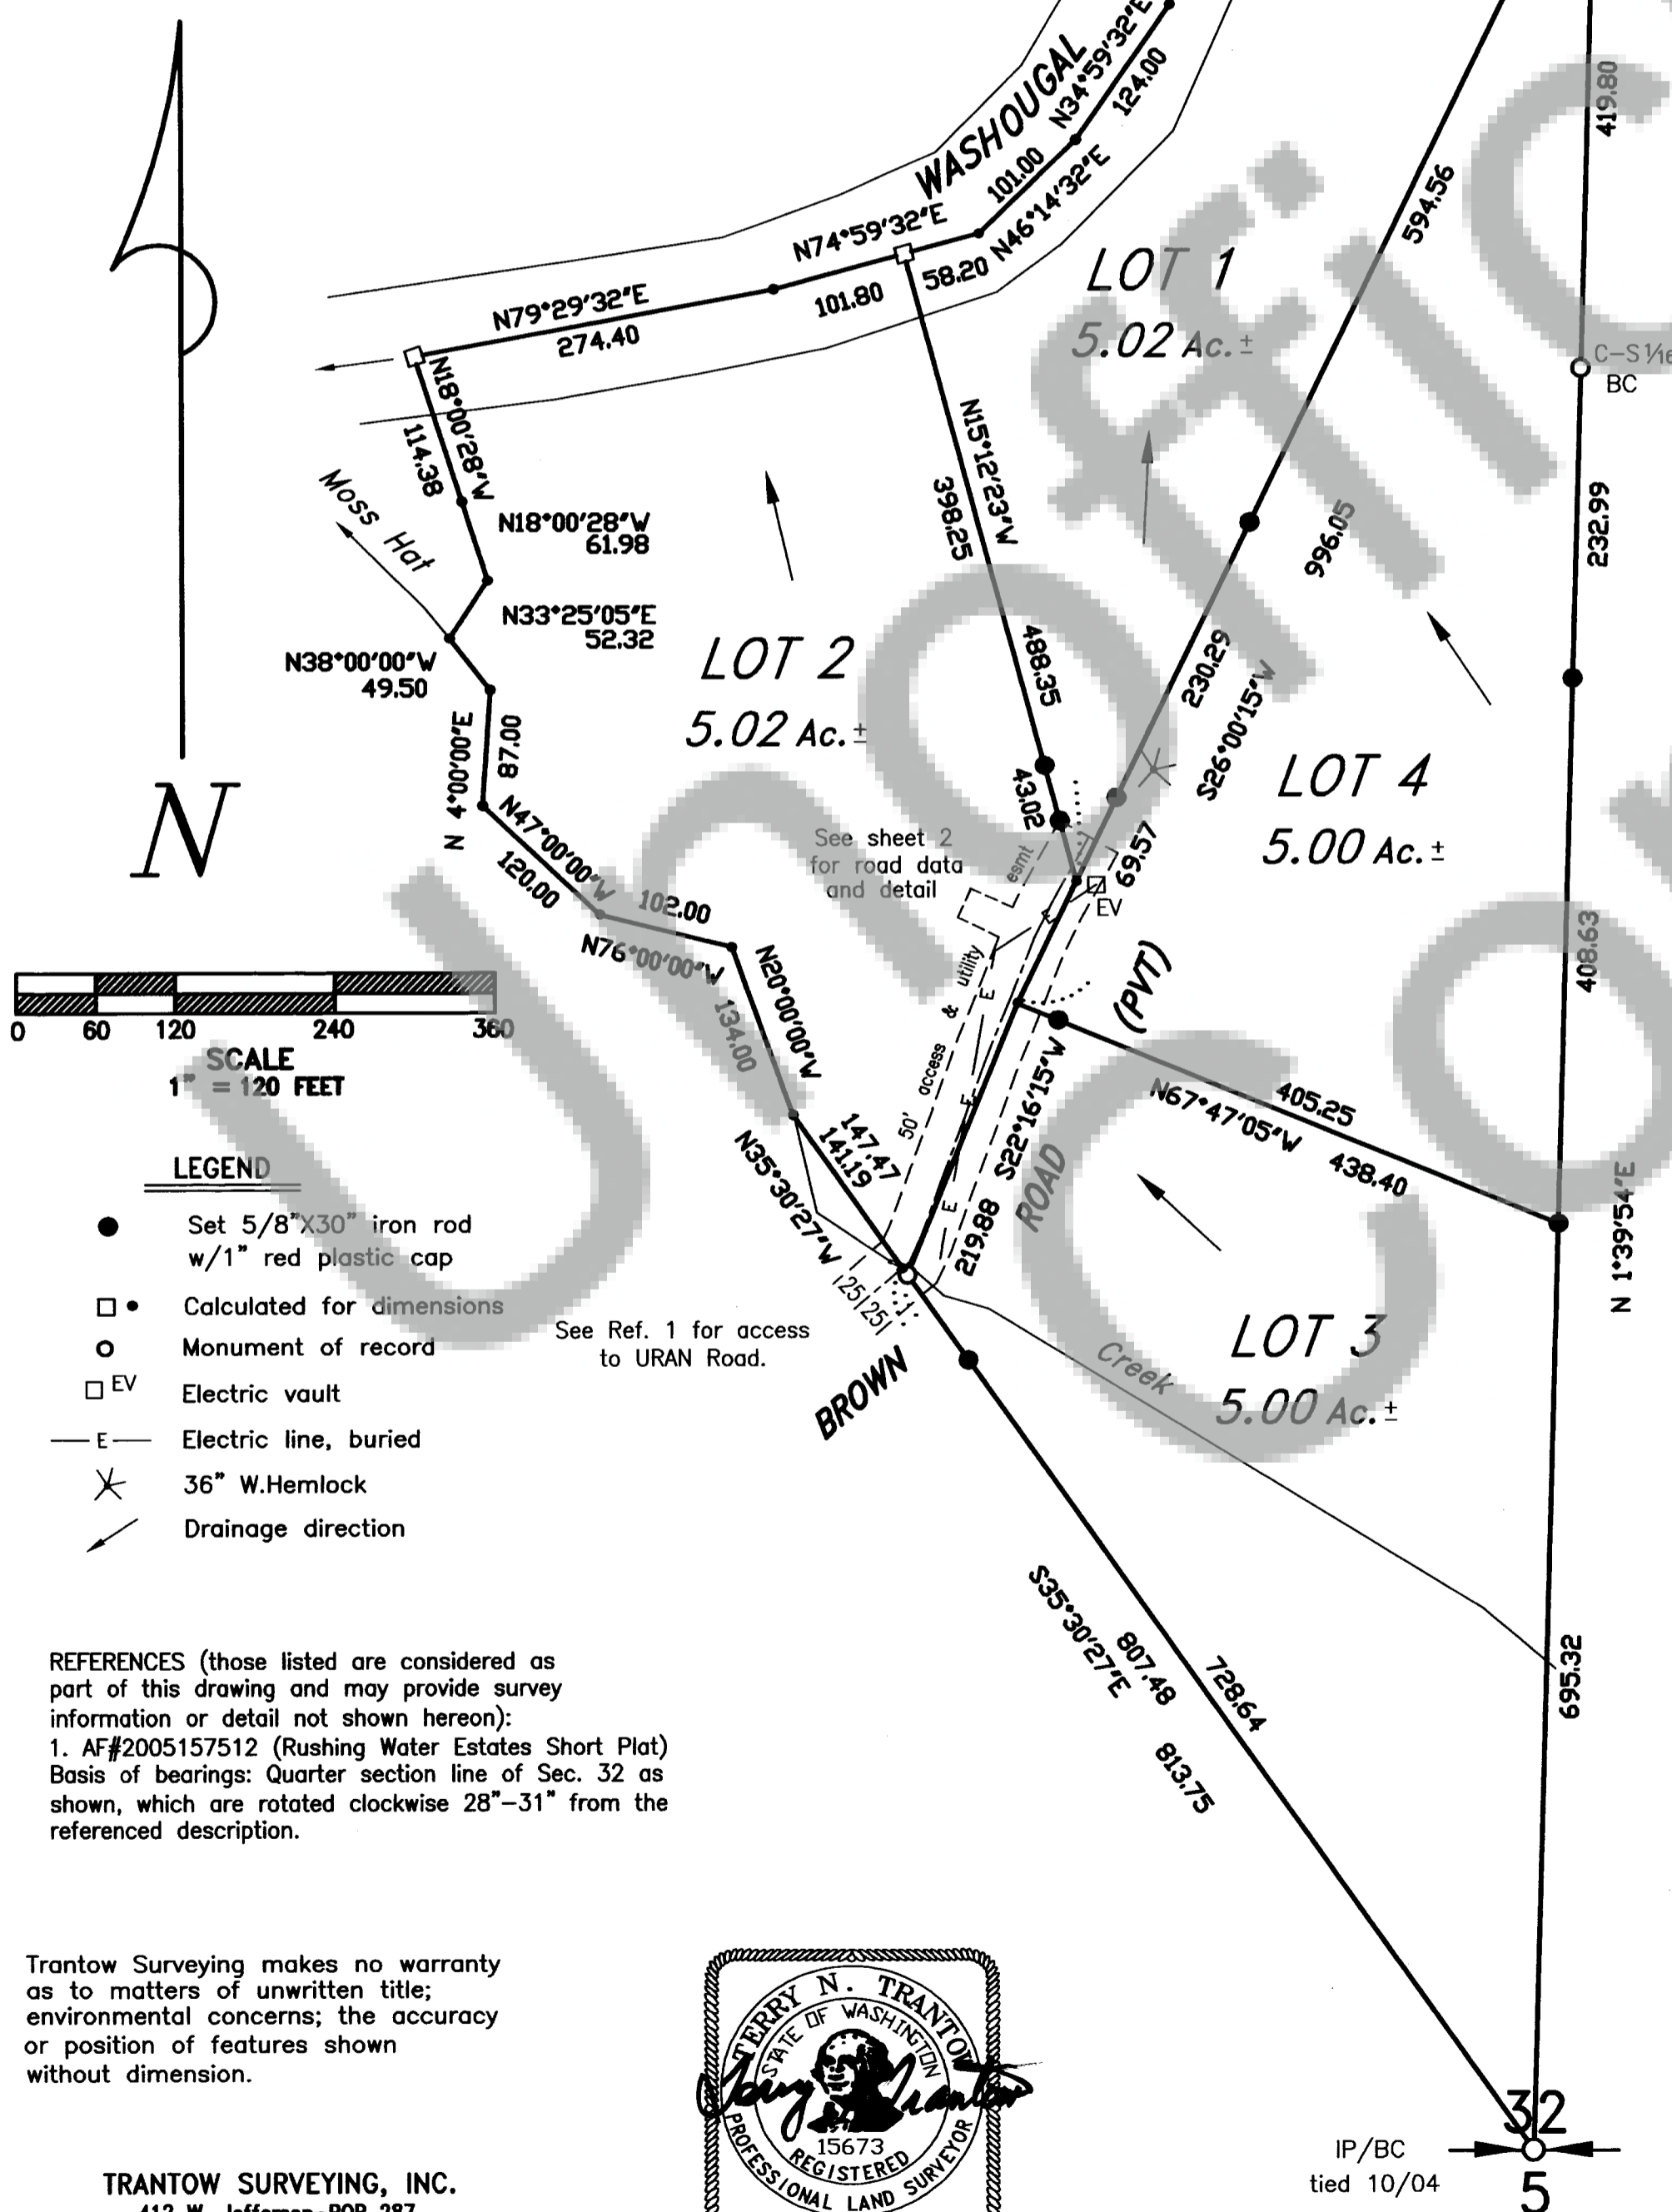 WASHOUGAL
N34°59'32"E
124.00
101.00
N46°14'32"E
N74°59'32"E
58.20
101.80
N79°29'32"E
274.40
LOT 1
5.02 Ac.±
594.56
419.80
C-S 1/16
BC
232.99
N18°00'28"W
114.38
Moss Hat
N18°00'28"W
61.98
N33°25'05"E
52.32
N38°00'00"W
49.50
N 4°00'00"E
87.00
N47°00'00"W
120.00
102.00
N76°00'00"W
N20°00'00"W
134.00
147.47
141.19
N35°30'27"W
N15°12'23"W
398.25
488.35
43.02
996.05
230.29
S26°00'15"W
69.57
LOT 2
5.02 Ac.±
LOT 4
5.00 Ac.±
408.63
See sheet 2
for road data
and detail
esmt
EV
50' access & utility
E
E
E
E
(PVT)
S22°16'15"W
219.88
ROAD
405.25
N67°47'05"W
438.40
N 1°39'54"E
N
0 60 120 240 360
SCALE
1" = 120 FEET
LEGEND
Set 5/8"X30" iron rod
w/1" red plastic cap
Calculated for dimensions
Monument of record
EV Electric vault
E Electric line, buried
36" W.Hemlock
Drainage direction
25 25
See Ref. 1 for access
to URAN Road.
BROWN
Creek
LOT 3
5.00 Ac.±
S35°30'27"E
807.48
728.64
813.75
695.32
REFERENCES (those listed are considered as
part of this drawing and may provide survey
information or detail not shown hereon):
1. AF#2005157512 (Rushing Water Estates Short Plat)
Basis of bearings: Quarter section line of Sec. 32 as
shown, which are rotated clockwise 28"-31" from the
referenced description.
Trantow Surveying makes no warranty
as to matters of unwritten title;
environmental concerns; the accuracy
or position of features shown
without dimension.
TERRY N. TRANTOW
STATE OF WASHINGTON
Terry Trantow
15673
REGISTERED
PROFESSIONAL LAND SURVEYOR
IP/BC
tied 10/04
32
5
TRANTOW SURVEYING, INC.
412 W. Jefferson-POB 287